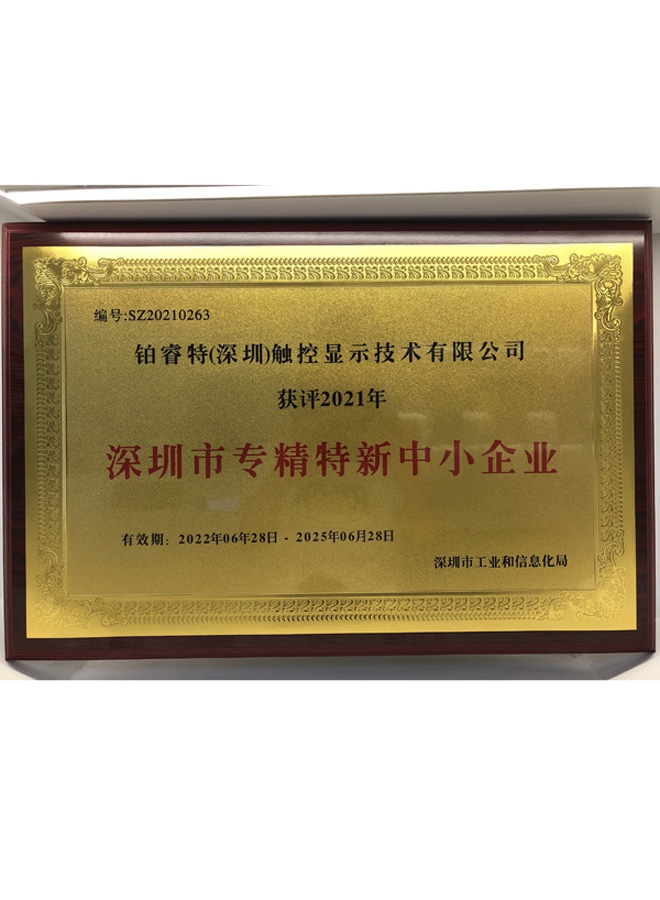 编号:SZ20210263
铂睿特(深圳)触控显示技术有限公司
获评2021年
深圳市专精特新中小企业
有效期：2022年06年28日 - 2025年06月28日
深圳市工业和信息化局